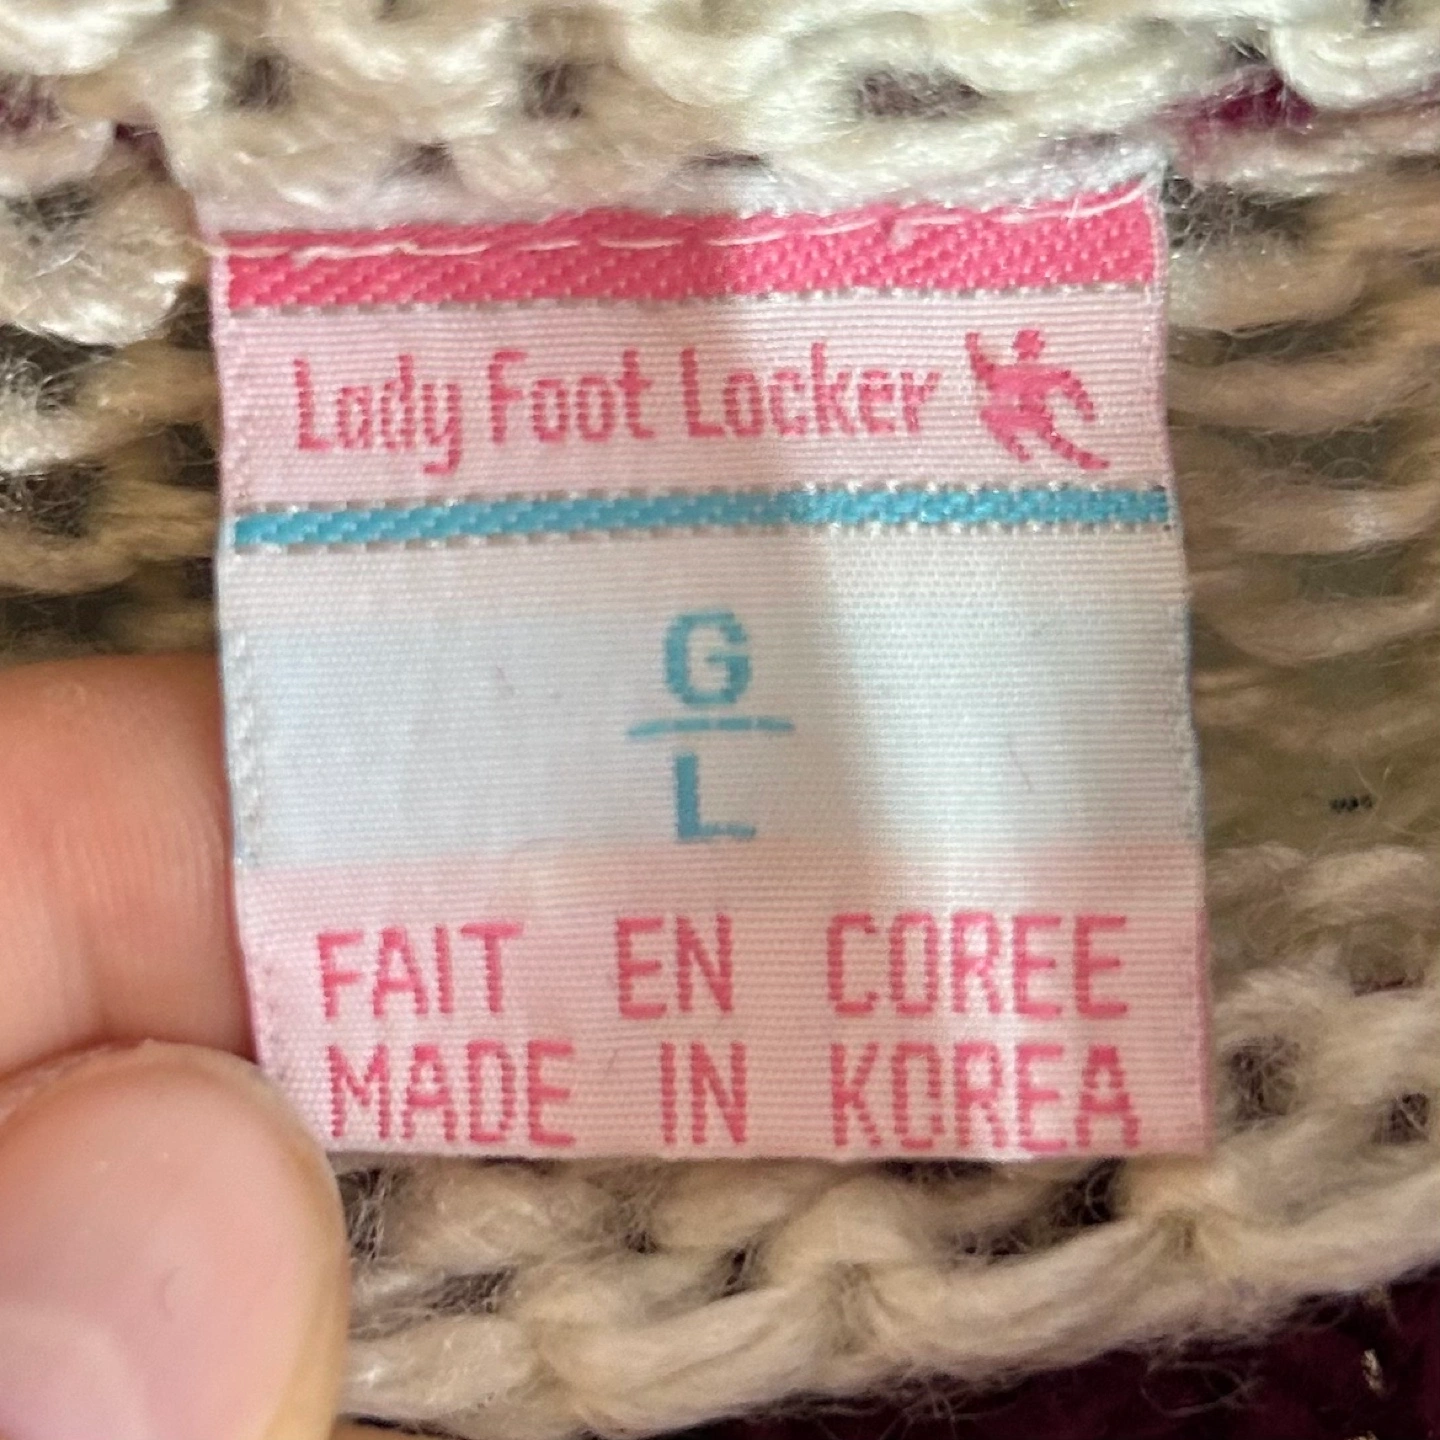 Lady Foot Locker
G
L
FAIT EN COREE
MADE IN KOREA